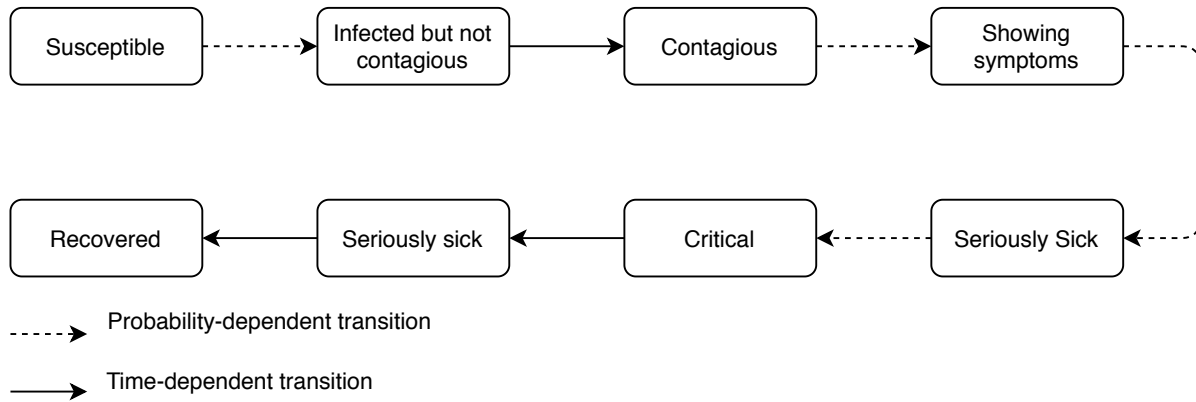 Susceptible
Infected but not
contagious
Contagious
Showing
symptoms
Recovered
Seriously sick
Critical
Seriously Sick
Probability-dependent transition
Time-dependent transition